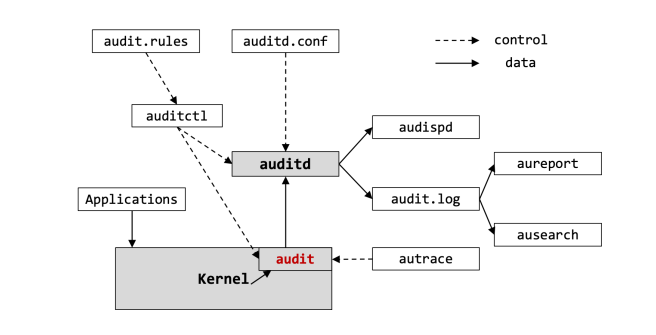 audit.rules
auditd.conf
control
data
auditctl
audispd
auditd
aureport
Applications
audit.log
ausearch
audit
autrace
Kernel